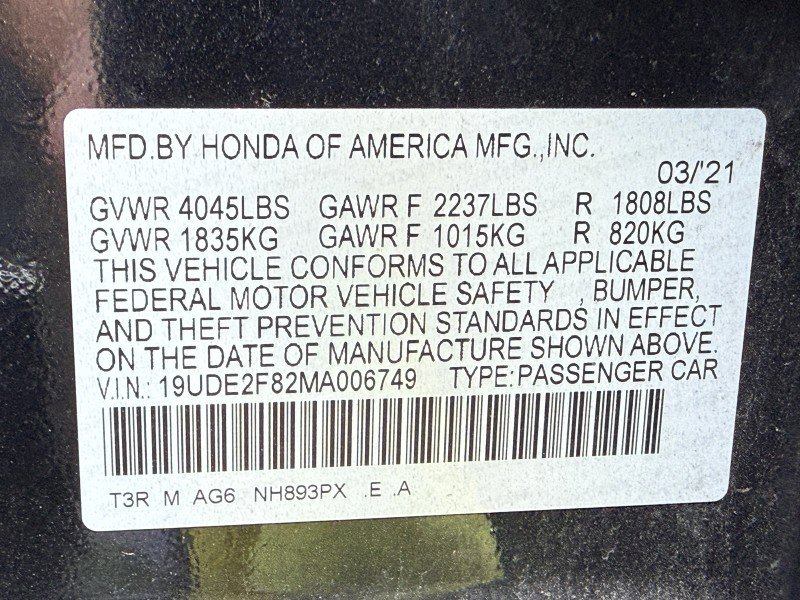 MFD.BY HONDA OF AMERICA MFG.,INC.
03/'21
GVWR 4045LBS GAWR F 2237LBS R 1808LBS
GVWR 1835KG GAWR F 1015KG R 820KG
THIS VEHICLE CONFORMS TO ALL APPLICABLE
FEDERAL MOTOR VEHICLE SAFETY , BUMPER,
AND THEFT PREVENTION STANDARDS IN EFFECT
ON THE DATE OF MANUFACTURE SHOWN ABOVE.
V.I.N.: 19UDE2F82MA006749 TYPE:PASSENGER CAR
T3R M AG6 NH893PX .E .A